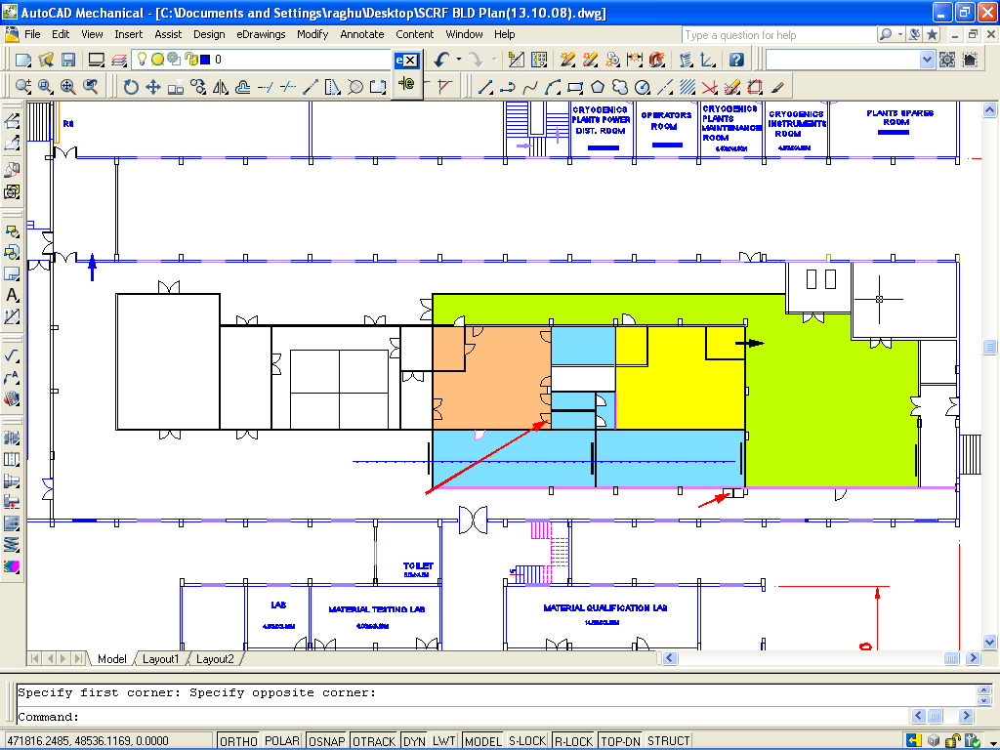 AutoCAD Mechanical - [C:\Documents and Settings\raghu\Desktop\SCRF BLD Plan(13.10.08).dwg]
File Edit View Insert Assist Design eDrawings Modify Annotate Content Window Help
Type a question for help
0
CRYOGENICS
PLANTS POWER
DIST. ROOM
OPERATORS
ROOM
CRYOGENICS
PLANTS
MAINTENANCE
ROOM
CRYOGENICS
INSTRUMENTS
ROOM
PLANTS SPARES
ROOM
TOILET
LAB
MATERIAL TESTING LAB
MATERIAL QUALIFICATION LAB
Model Layout1 Layout2
Specify first corner: Specify opposite corner:
Command:
471816.2485, 48536.1169, 0.0000 ORTHO POLAR OSNAP OTRACK DYN LWT MODEL S-LOCK R-LOCK TOP-DN STRUCT